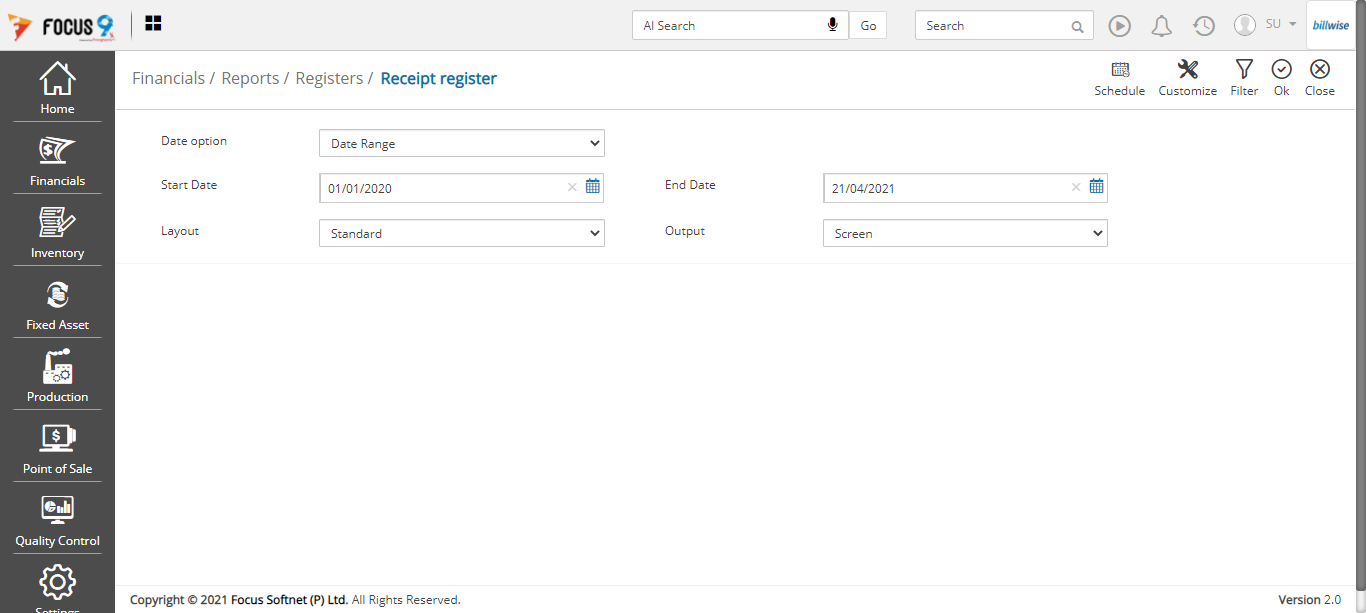 FOCUS 9
AI Search
Go
Search
SU
billwise
Home
Financials
Inventory
Fixed Asset
Production
Point of Sale
Quality Control
Settings
Financials / Reports / Registers / Receipt register
Schedule
Customize
Filter
Ok
Close
Date option
Date Range
Start Date
01/01/2020
End Date
21/04/2021
Layout
Standard
Output
Screen
Copyright © 2021 Focus Softnet (P) Ltd. All Rights Reserved.
Version 2.0